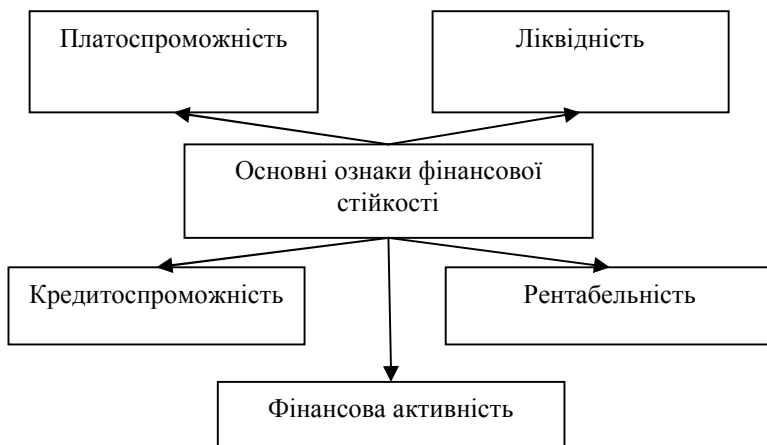 Платоспроможність
Ліквідність
Основні ознаки фінансової
стійкості
Кредитоспроможність
Рентабельність
Фінансова активність